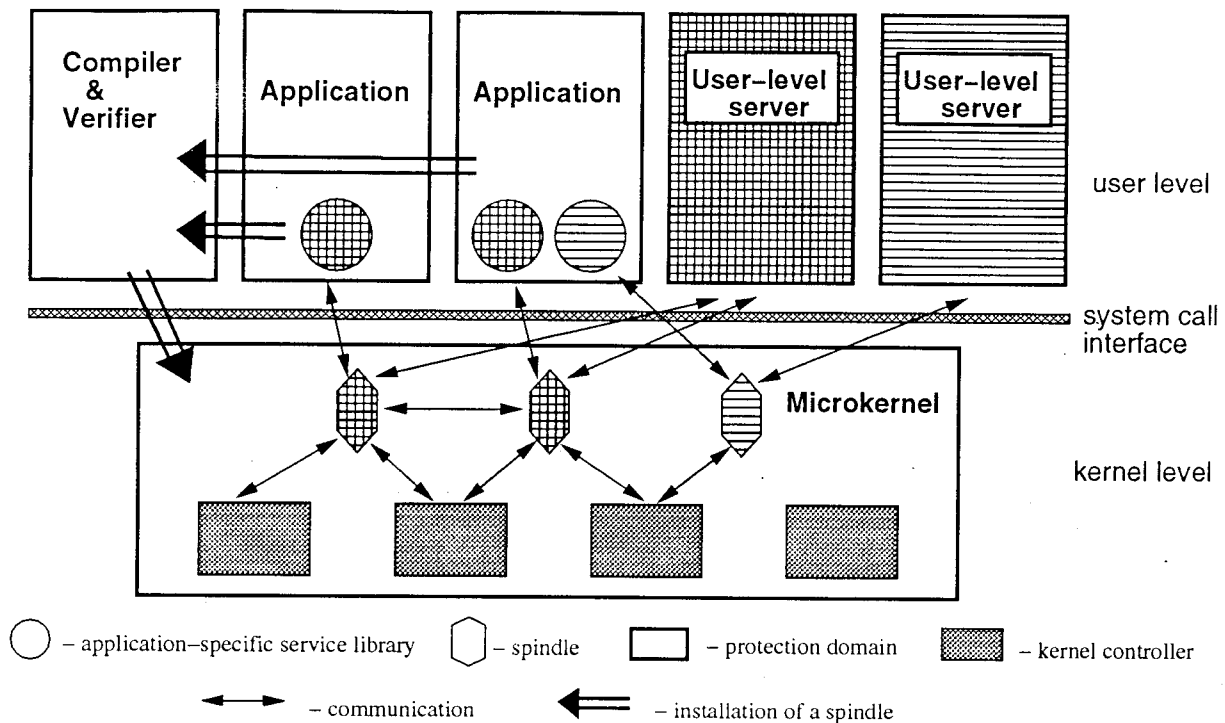 Compiler
&
Verifier
Application
Application
User–level
server
User–level
server
user level
system call
interface
Microkernel
kernel level
– application–specific service library
– spindle
– protection domain
– kernel controller
– communication
– installation of a spindle